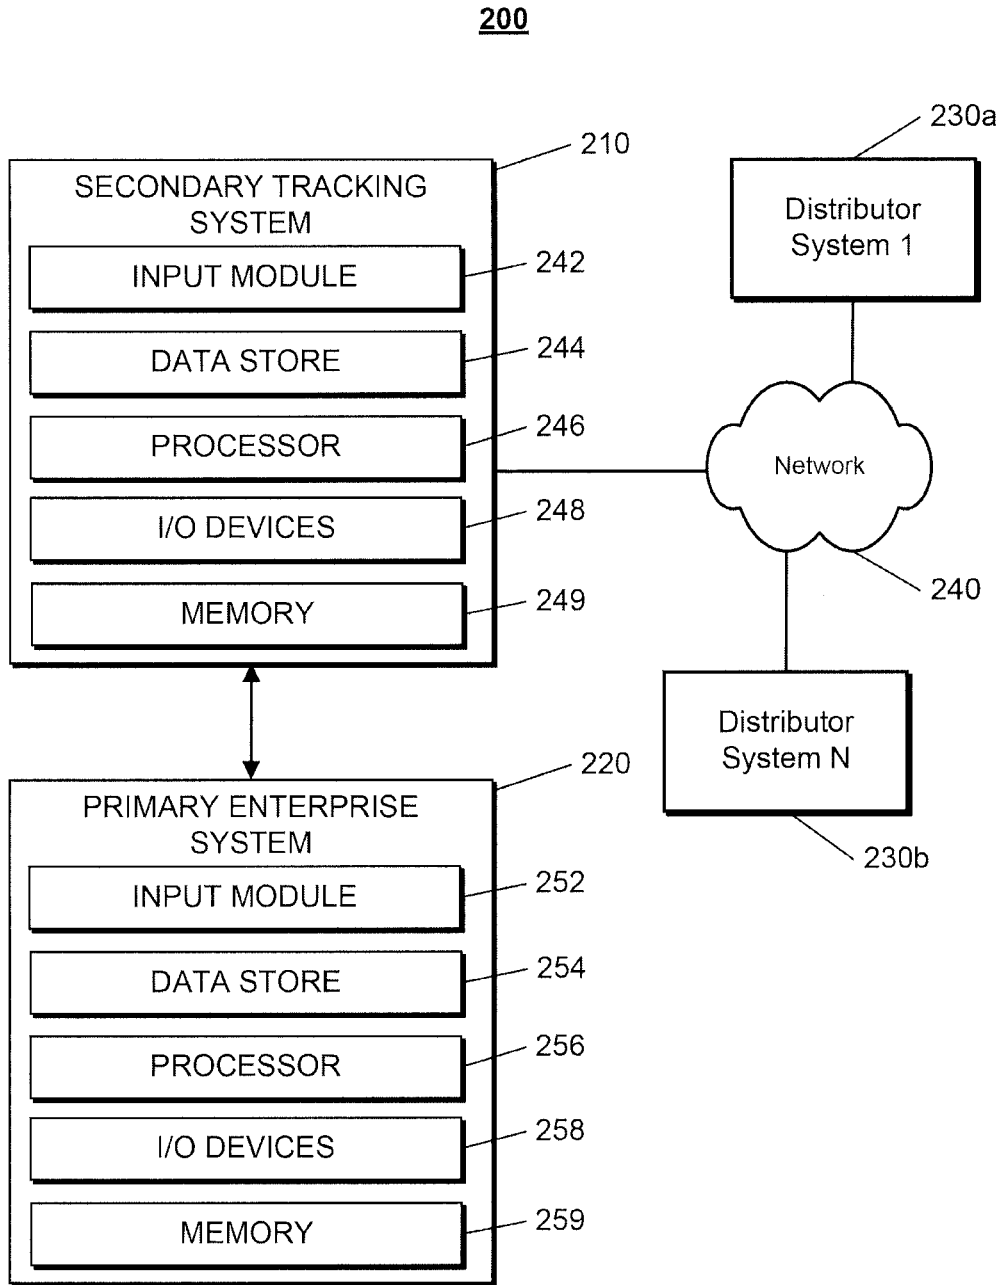 200
210
SECONDARY TRACKING
SYSTEM
INPUT MODULE
242
DATA STORE
244
PROCESSOR
246
I/O DEVICES
248
MEMORY
249
230a
Distributor
System 1
Network
240
Distributor
System N
230b
220
PRIMARY ENTERPRISE
SYSTEM
INPUT MODULE
252
DATA STORE
254
PROCESSOR
256
I/O DEVICES
258
MEMORY
259